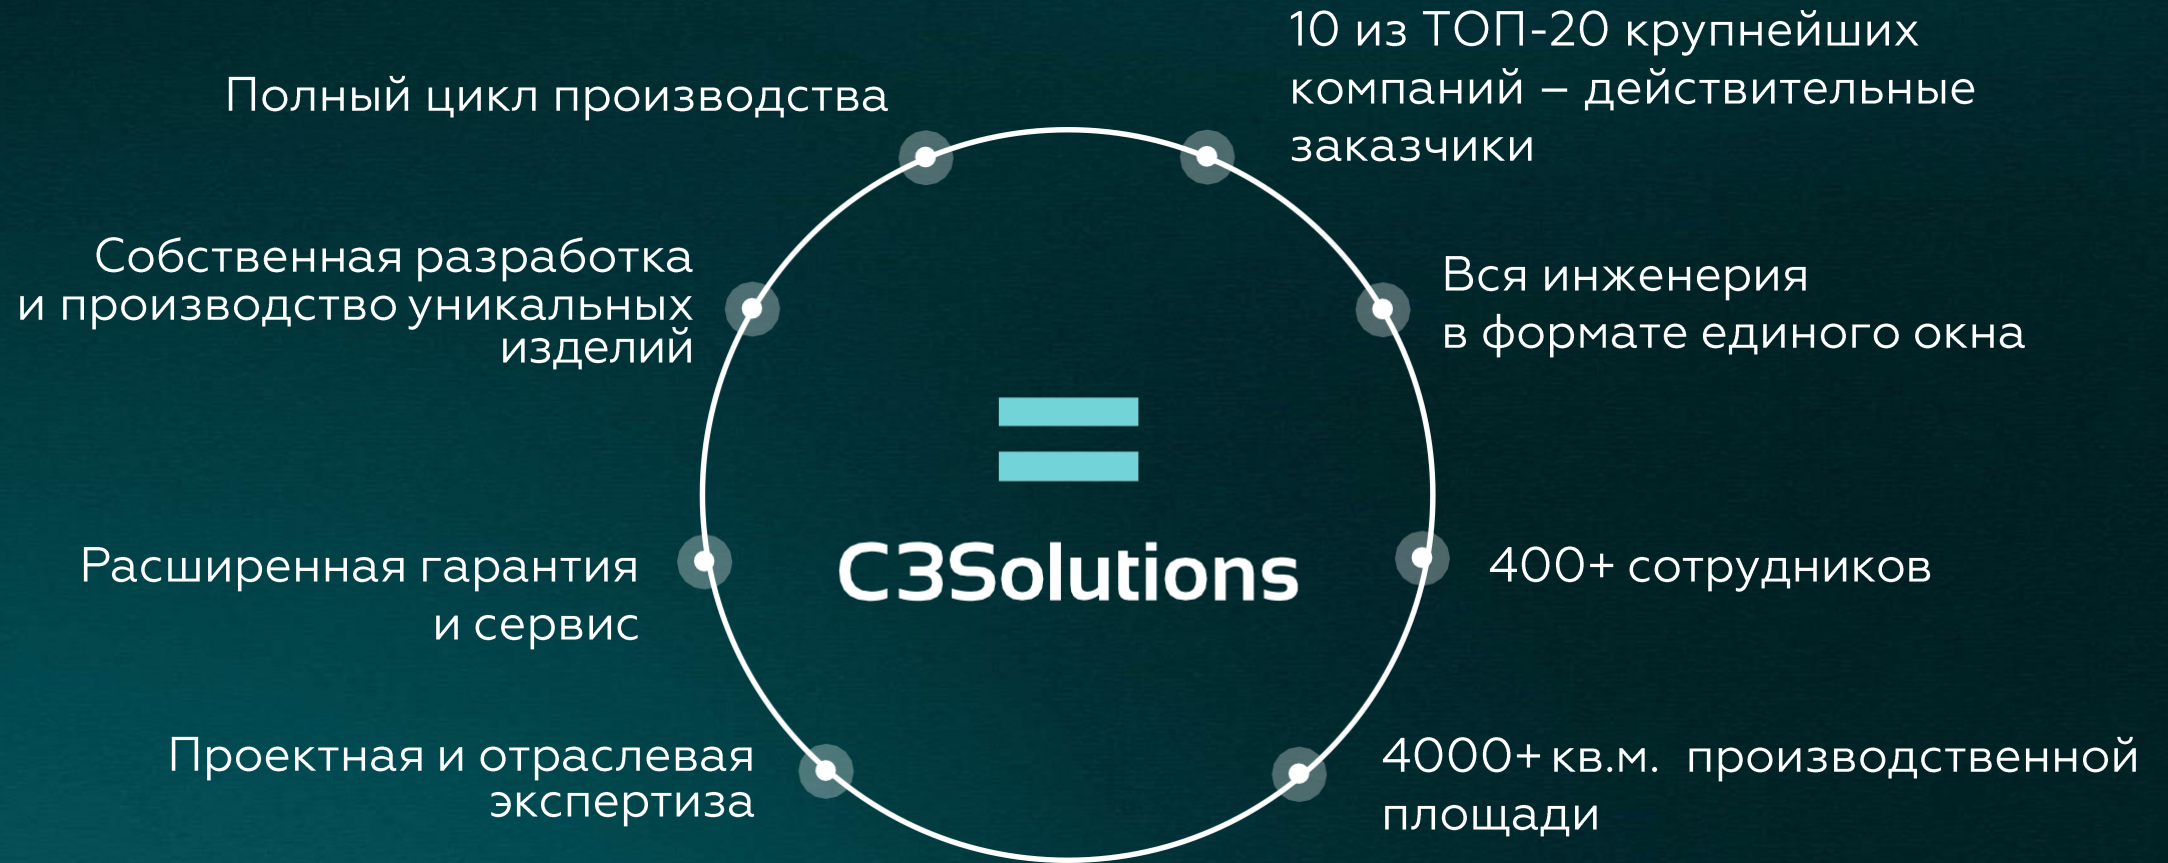 Полный цикл производства
Собственная разработка
и производство уникальных
изделий
Расширенная гарантия
и сервис
Проектная и отраслевая
экспертиза
C3Solutions
10 из ТОП-20 крупнейших
компаний – действительные
заказчики
Вся инженерия
в формате единого окна
400+ сотрудников
4000+ кв.м. производственной
площади